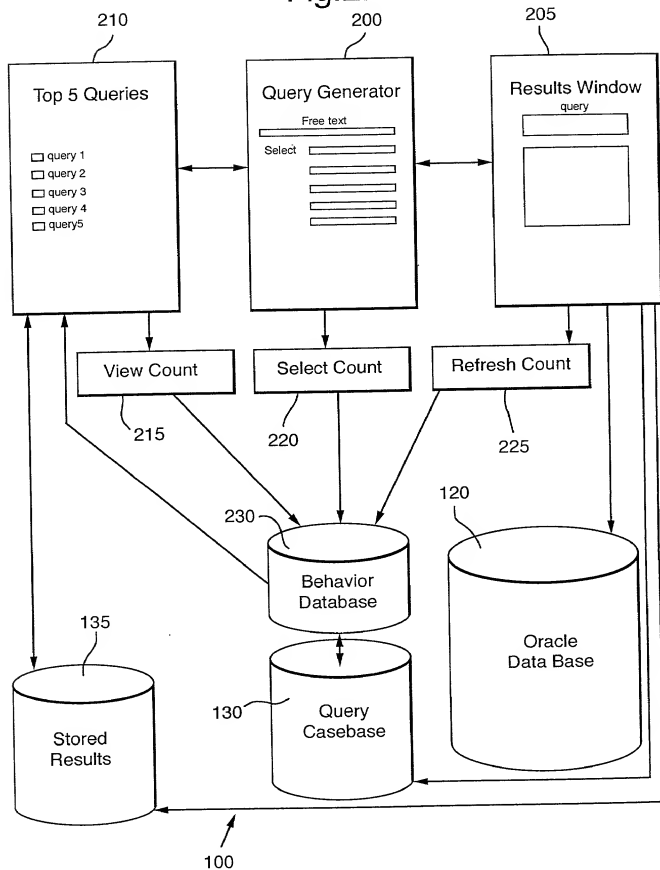 210
200
205
Top 5 Queries
Query Generator
Results Window
query
Free text
Select
query 1
query 2
query 3
query 4
query5
View Count
Select Count
Refresh Count
215
220
225
230
120
Behavior
Database
135
Oracle
Data Base
130
Query
Casebase
Stored
Results
100